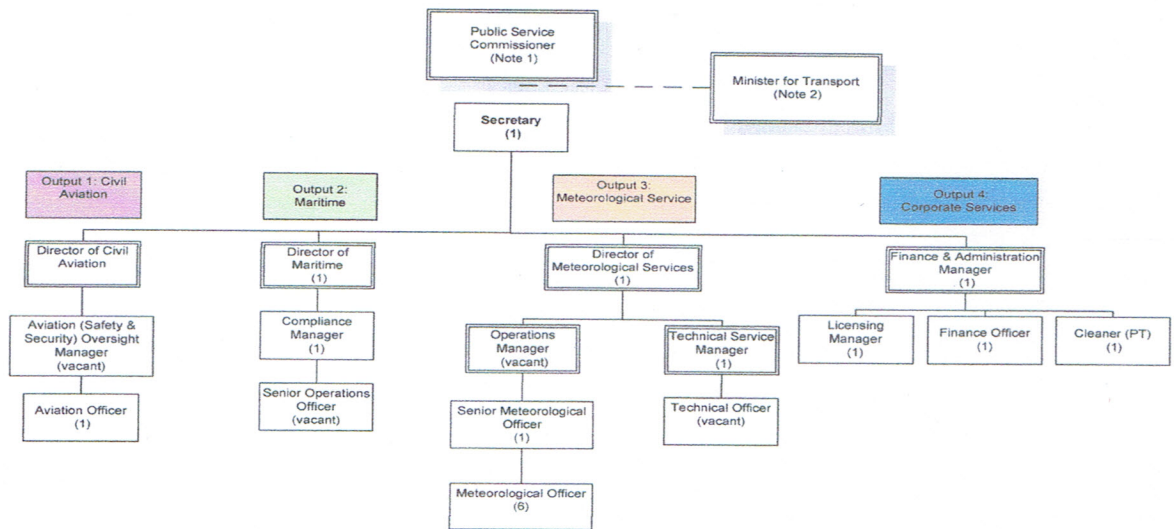 Public Service
Commissioner
(Note 1)
Minister for Transport
(Note 2)
Secretary
(1)
Output 1: Civil
Aviation
Output 2:
Maritime
Output 3:
Meteorological Service
Output 4:
Corporate Services
Director of Civil
Aviation
Director of
Maritime
(1)
Director of
Meteorological Services
(1)
Finance & Administration
Manager
(1)
Aviation (Safety &
Security) Oversight
Manager
(vacant)
Compliance
Manager
(1)
Operations
Manager
(vacant)
Technical Service
Manager
(1)
Licensing
Manager
(1)
Finance Officer
(1)
Cleaner (PT)
(1)
Aviation Officer
(1)
Senior Operations
Officer
(vacant)
Senior Meteorological
Officer
(1)
Technical Officer
(vacant)
Meteorological Officer
(6)